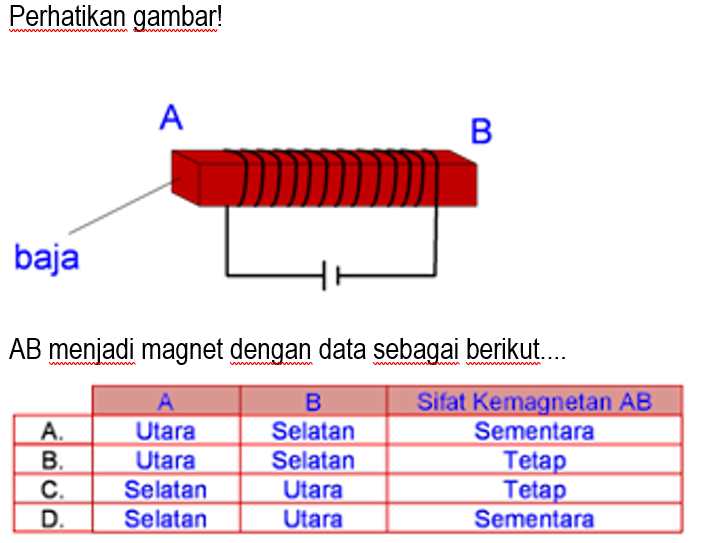 Perhatikan gambar!
A
B
baja
AB menjadi magnet dengan data sebagai berikut....
A B Sifat Kemagnetan AB
A. Utara Selatan Sementara
B. Utara Selatan Tetap
C. Selatan Utara Tetap
D. Selatan Utara Sementara